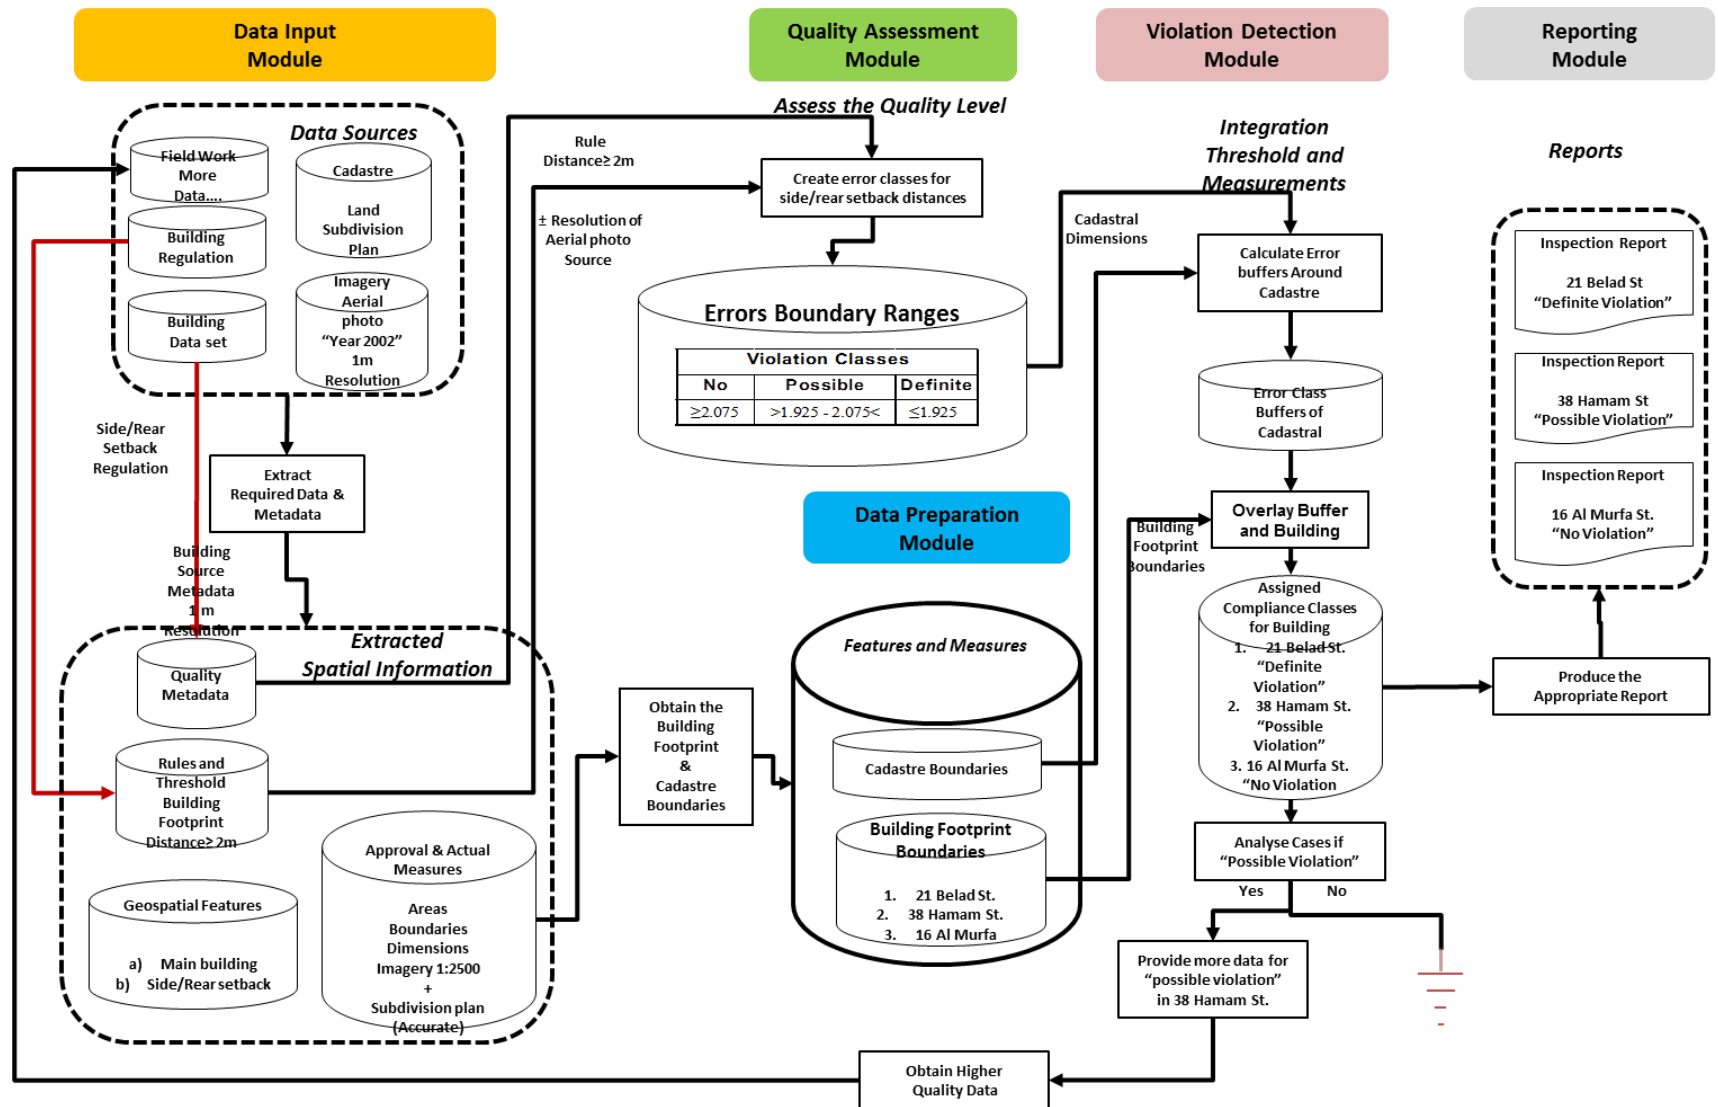 Data Input
Module
Quality Assessment
Module
Violation Detection
Module
Reporting
Module
Data Sources
Field Work
More
Data....
Building
Regulation
Building
Data set
Cadastre
Land
Subdivision
Plan
Imagery
Aerial
photo
“Year 2002”
1m
Resolution
Side/Rear
Setback
Regulation
Extract
Required Data &
Metadata
Building
Source
Metadata
1 m
Resolution
Extracted
Spatial Information
Quality
Metadata
Rules and
Threshold
Building
Footprint
Distance≥ 2m
Geospatial Features
a) Main building
b) Side/Rear setback
Approval & Actual
Measures
Areas
Boundaries
Dimensions
Imagery 1:2500
+
Subdivision plan
(Accurate)
Assess the Quality Level
Rule
Distance≥ 2m
± Resolution of
Aerial photo
Source
Create error classes for
side/rear setback distances
Errors Boundary Ranges
Violation Classes
No Possible Definite
≥2.075 >1.925 - 2.075< ≤1.925
Data Preparation
Module
Obtain the
Building
Footprint
&
Cadastre
Boundaries
Features and Measures
Cadastre Boundaries
Building Footprint
Boundaries
1. 21 Belad St.
2. 38 Hamam St.
3. 16 Al Murfa
Integration
Threshold and
Measurements
Cadastral
Dimensions
Calculate Error
buffers Around
Cadastre
Error Class
Buffers of
Cadastral
Building
Footprint
Boundaries
Overlay Buffer
and Building
Assigned
Compliance Classes
for Building
1. 21 Belad St.
“Definite
Violation”
2. 38 Hamam St.
“Possible
Violation”
3. 16 Al Murfa St.
“No Violation
Analyse Cases if
“Possible Violation”
Yes No
Provide more data for
“possible violation”
in 38 Hamam St.
Obtain Higher
Quality Data
Reports
Inspection Report
21 Belad St
“Definite Violation”
Inspection Report
38 Hamam St
“Possible Violation”
Inspection Report
16 Al Murfa St.
“No Violation”
Produce the
Appropriate Report